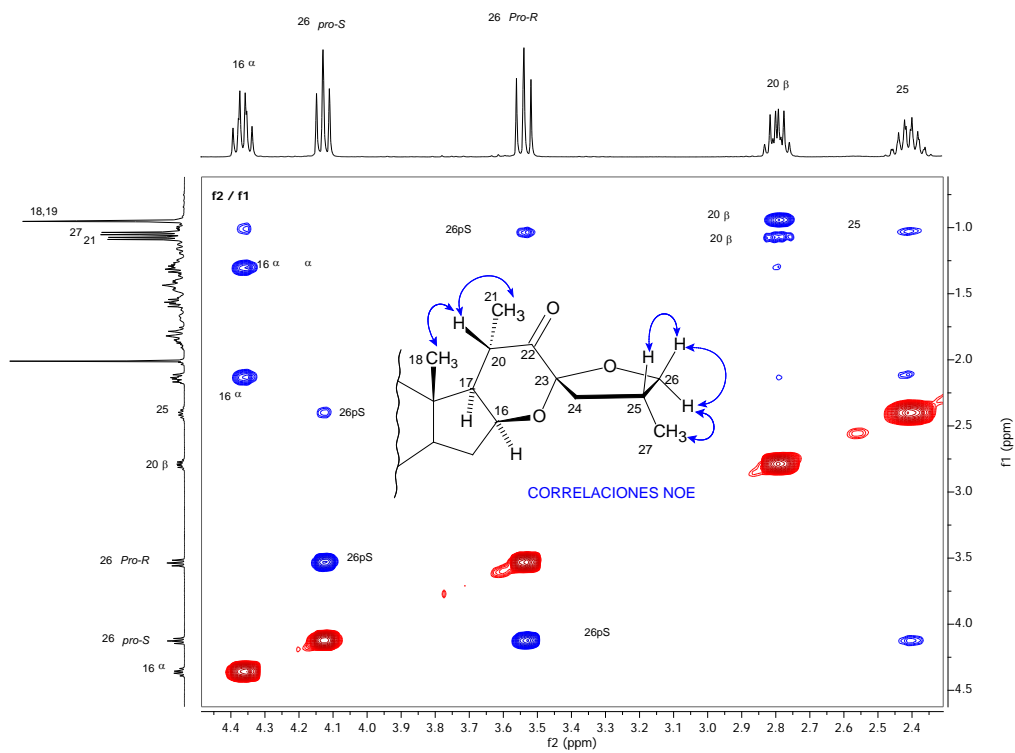 26 pro-S
26 Pro-R
16 α
20 β
25
f2 / f1
18,19
27
21
25
20 β
26 Pro-R
26 pro-S
16 α
20 β
20 β
26pS
25
16 α α
16 α
26pS
26pS
26pS
21
CH3
O
H
18 CH3
20
22
H
H
17
23
O
26
16
24
25
H
H
O
H
CH3
27
CORRELACIONES NOE
1.0
1.5
2.0
2.5
3.0
3.5
4.0
4.5
f1 (ppm)
4.4 4.3 4.2 4.1 4.0 3.9 3.8 3.7 3.6 3.5 3.4 3.3 3.2 3.1 3.0 2.9 2.8 2.7 2.6 2.5 2.4
f2 (ppm)